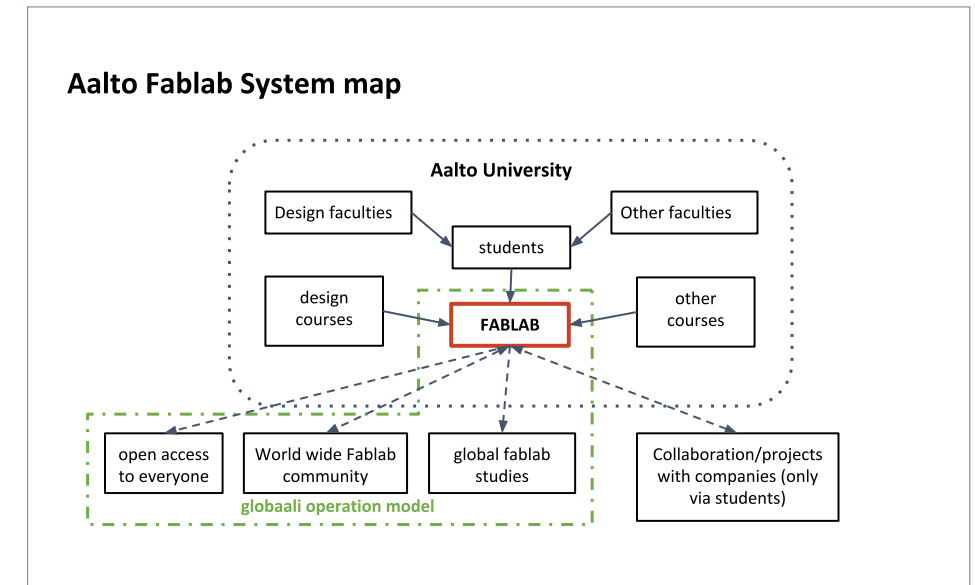 Aalto Fablab System map
Aalto University
Design faculties
Other faculties
students
design
courses
FABLAB
other
courses
open access
to everyone
World wide Fablab
community
global fablab
studies
Collaboration/projects
with companies (only
via students)
globaali operation model